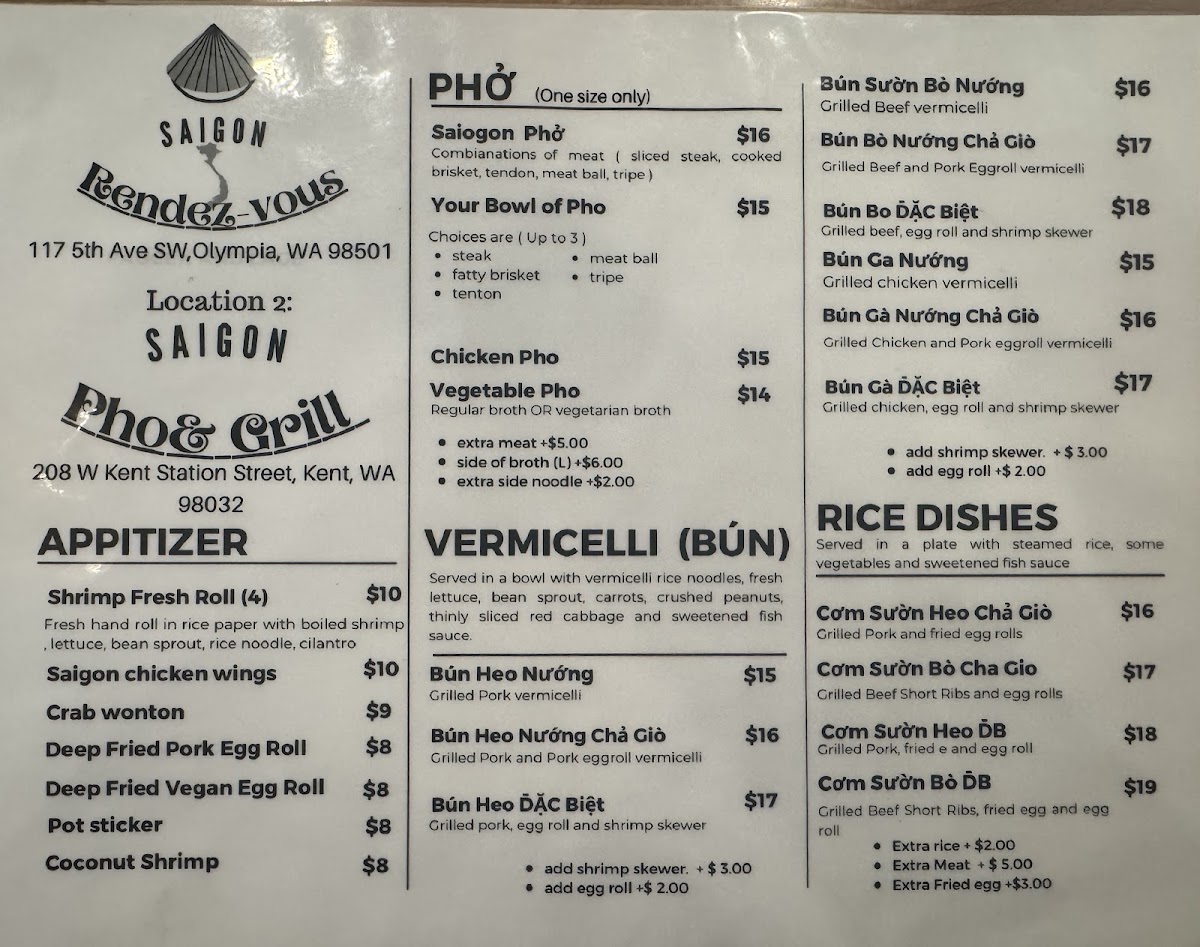 SAIGON
Rendez-vous
117 5th Ave SW,Olympia, WA 98501
Location 2:
SAIGON
Pho& Grill
208 W Kent Station Street, Kent, WA
98032
APPITIZER
Shrimp Fresh Roll (4) $10
Fresh hand roll in rice paper with boiled shrimp
, lettuce, bean sprout, rice noodle, cilantro
Saigon chicken wings $10
Crab wonton $9
Deep Fried Pork Egg Roll $8
Deep Fried Vegan Egg Roll $8
Pot sticker $8
Coconut Shrimp $8
PHỞ (One size only)
Saiogon Phở $16
Combianations of meat ( sliced steak, cooked
brisket, tendon, meat ball, tripe )
Your Bowl of Pho $15
Choices are ( Up to 3 )
• steak • meat ball
• fatty brisket • tripe
• tenton
Chicken Pho $15
Vegetable Pho $14
Regular broth OR vegetarian broth
• extra meat +$5.00
• side of broth (L) +$6.00
• extra side noodle +$2.00
VERMICELLI (BÚN)
Served in a bowl with vermicelli rice noodles, fresh
lettuce, bean sprout, carrots, crushed peanuts,
thinly sliced red cabbage and sweetened fish
sauce.
Bún Heo Nướng $15
Grilled Pork vermicelli
Bún Heo Nướng Chả Giò $16
Grilled Pork and Pork eggroll vermicelli
Bún Heo ĐẶC Biệt $17
Grilled pork, egg roll and shrimp skewer
• add shrimp skewer. + $ 3.00
• add egg roll +$ 2.00
Bún Sườn Bò Nướng $16
Grilled Beef vermicelli
Bún Bò Nướng Chả Giò $17
Grilled Beef and Pork Eggroll vermicelli
Bún Bo ĐẶC Biệt $18
Grilled beef, egg roll and shrimp skewer
Bún Ga Nướng $15
Grilled chicken vermicelli
Bún Gà Nướng Chả Giò $16
Grilled Chicken and Pork eggroll vermicelli
Bún Gà ĐẶC Biệt $17
Grilled chicken, egg roll and shrimp skewer
• add shrimp skewer. + $ 3.00
• add egg roll +$ 2.00
RICE DISHES
Served in a plate with steamed rice, some
vegetables and sweetened fish sauce
Cơm Sườn Heo Chả Giò $16
Grilled Pork and fried egg rolls
Cơm Sườn Bò Cha Gio $17
Grilled Beef Short Ribs and egg rolls
Cơm Sườn Heo ĐB $18
Grilled Pork, fried e and egg roll
Cơm Sườn Bò ĐB $19
Grilled Beef Short Ribs, fried egg and egg
roll
• Extra rice + $2.00
• Extra Meat + $ 5.00
• Extra Fried egg +$3.00